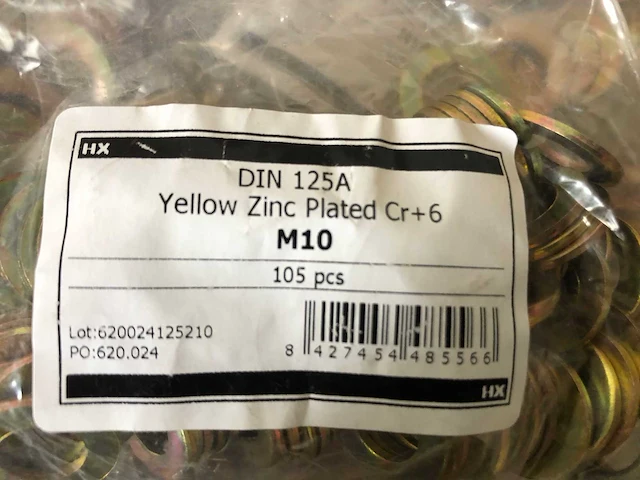 HX
DIN 125A
Yellow Zinc Plated Cr+6
M10
105 pcs
Lot:620024125210
PO:620.024
8 427454 485566
HX